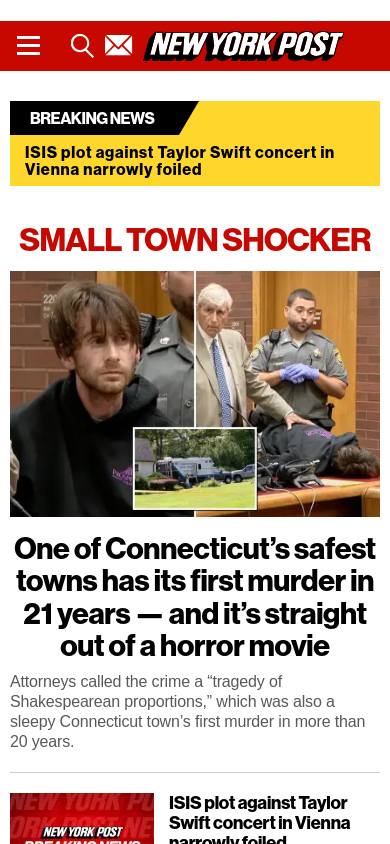 NEW YORK POST
BREAKING NEWS
ISIS plot against Taylor Swift concert in
Vienna narrowly foiled
SMALL TOWN SHOCKER
One of Connecticut’s safest
towns has its first murder in
21 years — and it’s straight
out of a horror movie
Attorneys called the crime a “tragedy of
Shakespearean proportions,” which was also a
sleepy Connecticut town’s first murder in more than
20 years.
NEW YORK POST
BREAKING NEWS
ISIS plot against Taylor
Swift concert in Vienna
narrowly foiled